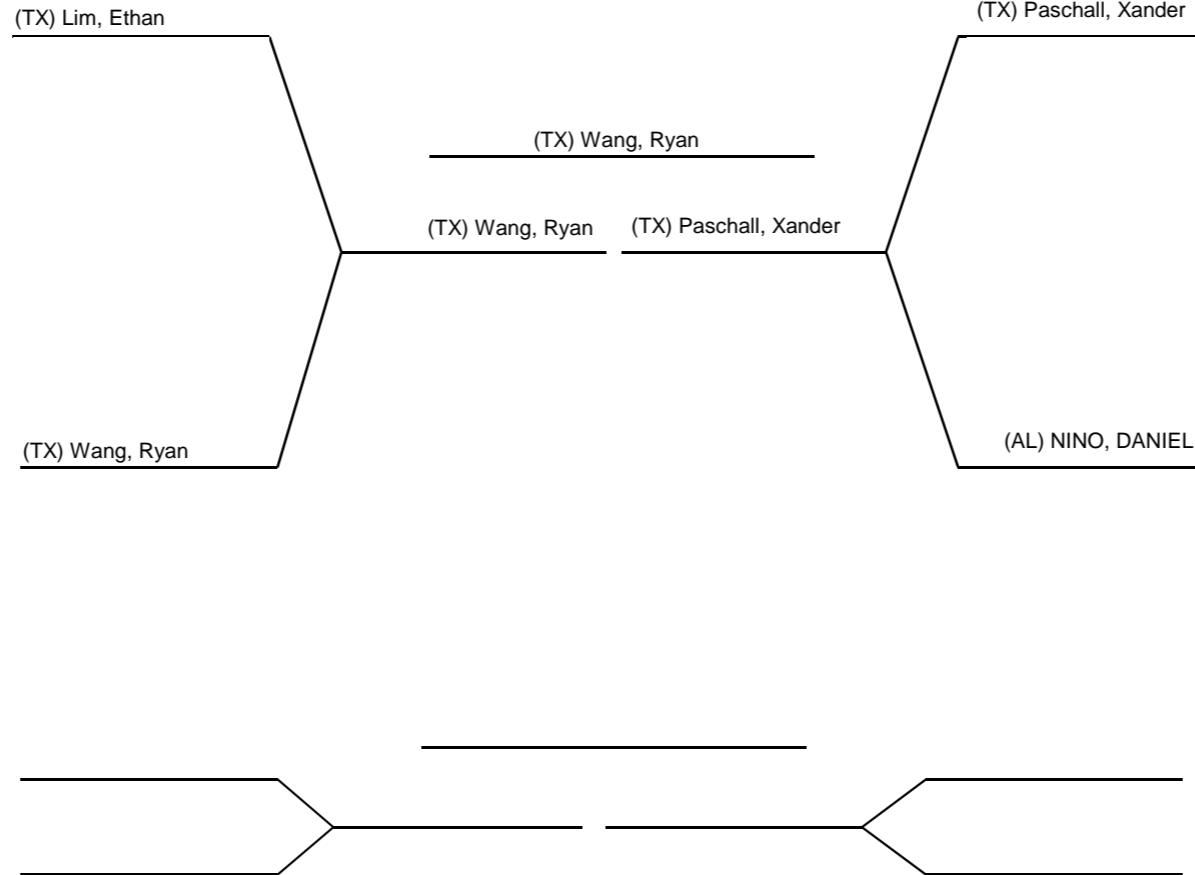 (TX) Lim, Ethan
(TX) Paschall, Xander
(TX) Wang, Ryan
(TX) Wang, Ryan
(TX) Paschall, Xander
(TX) Wang, Ryan
(AL) NINO, DANIEL